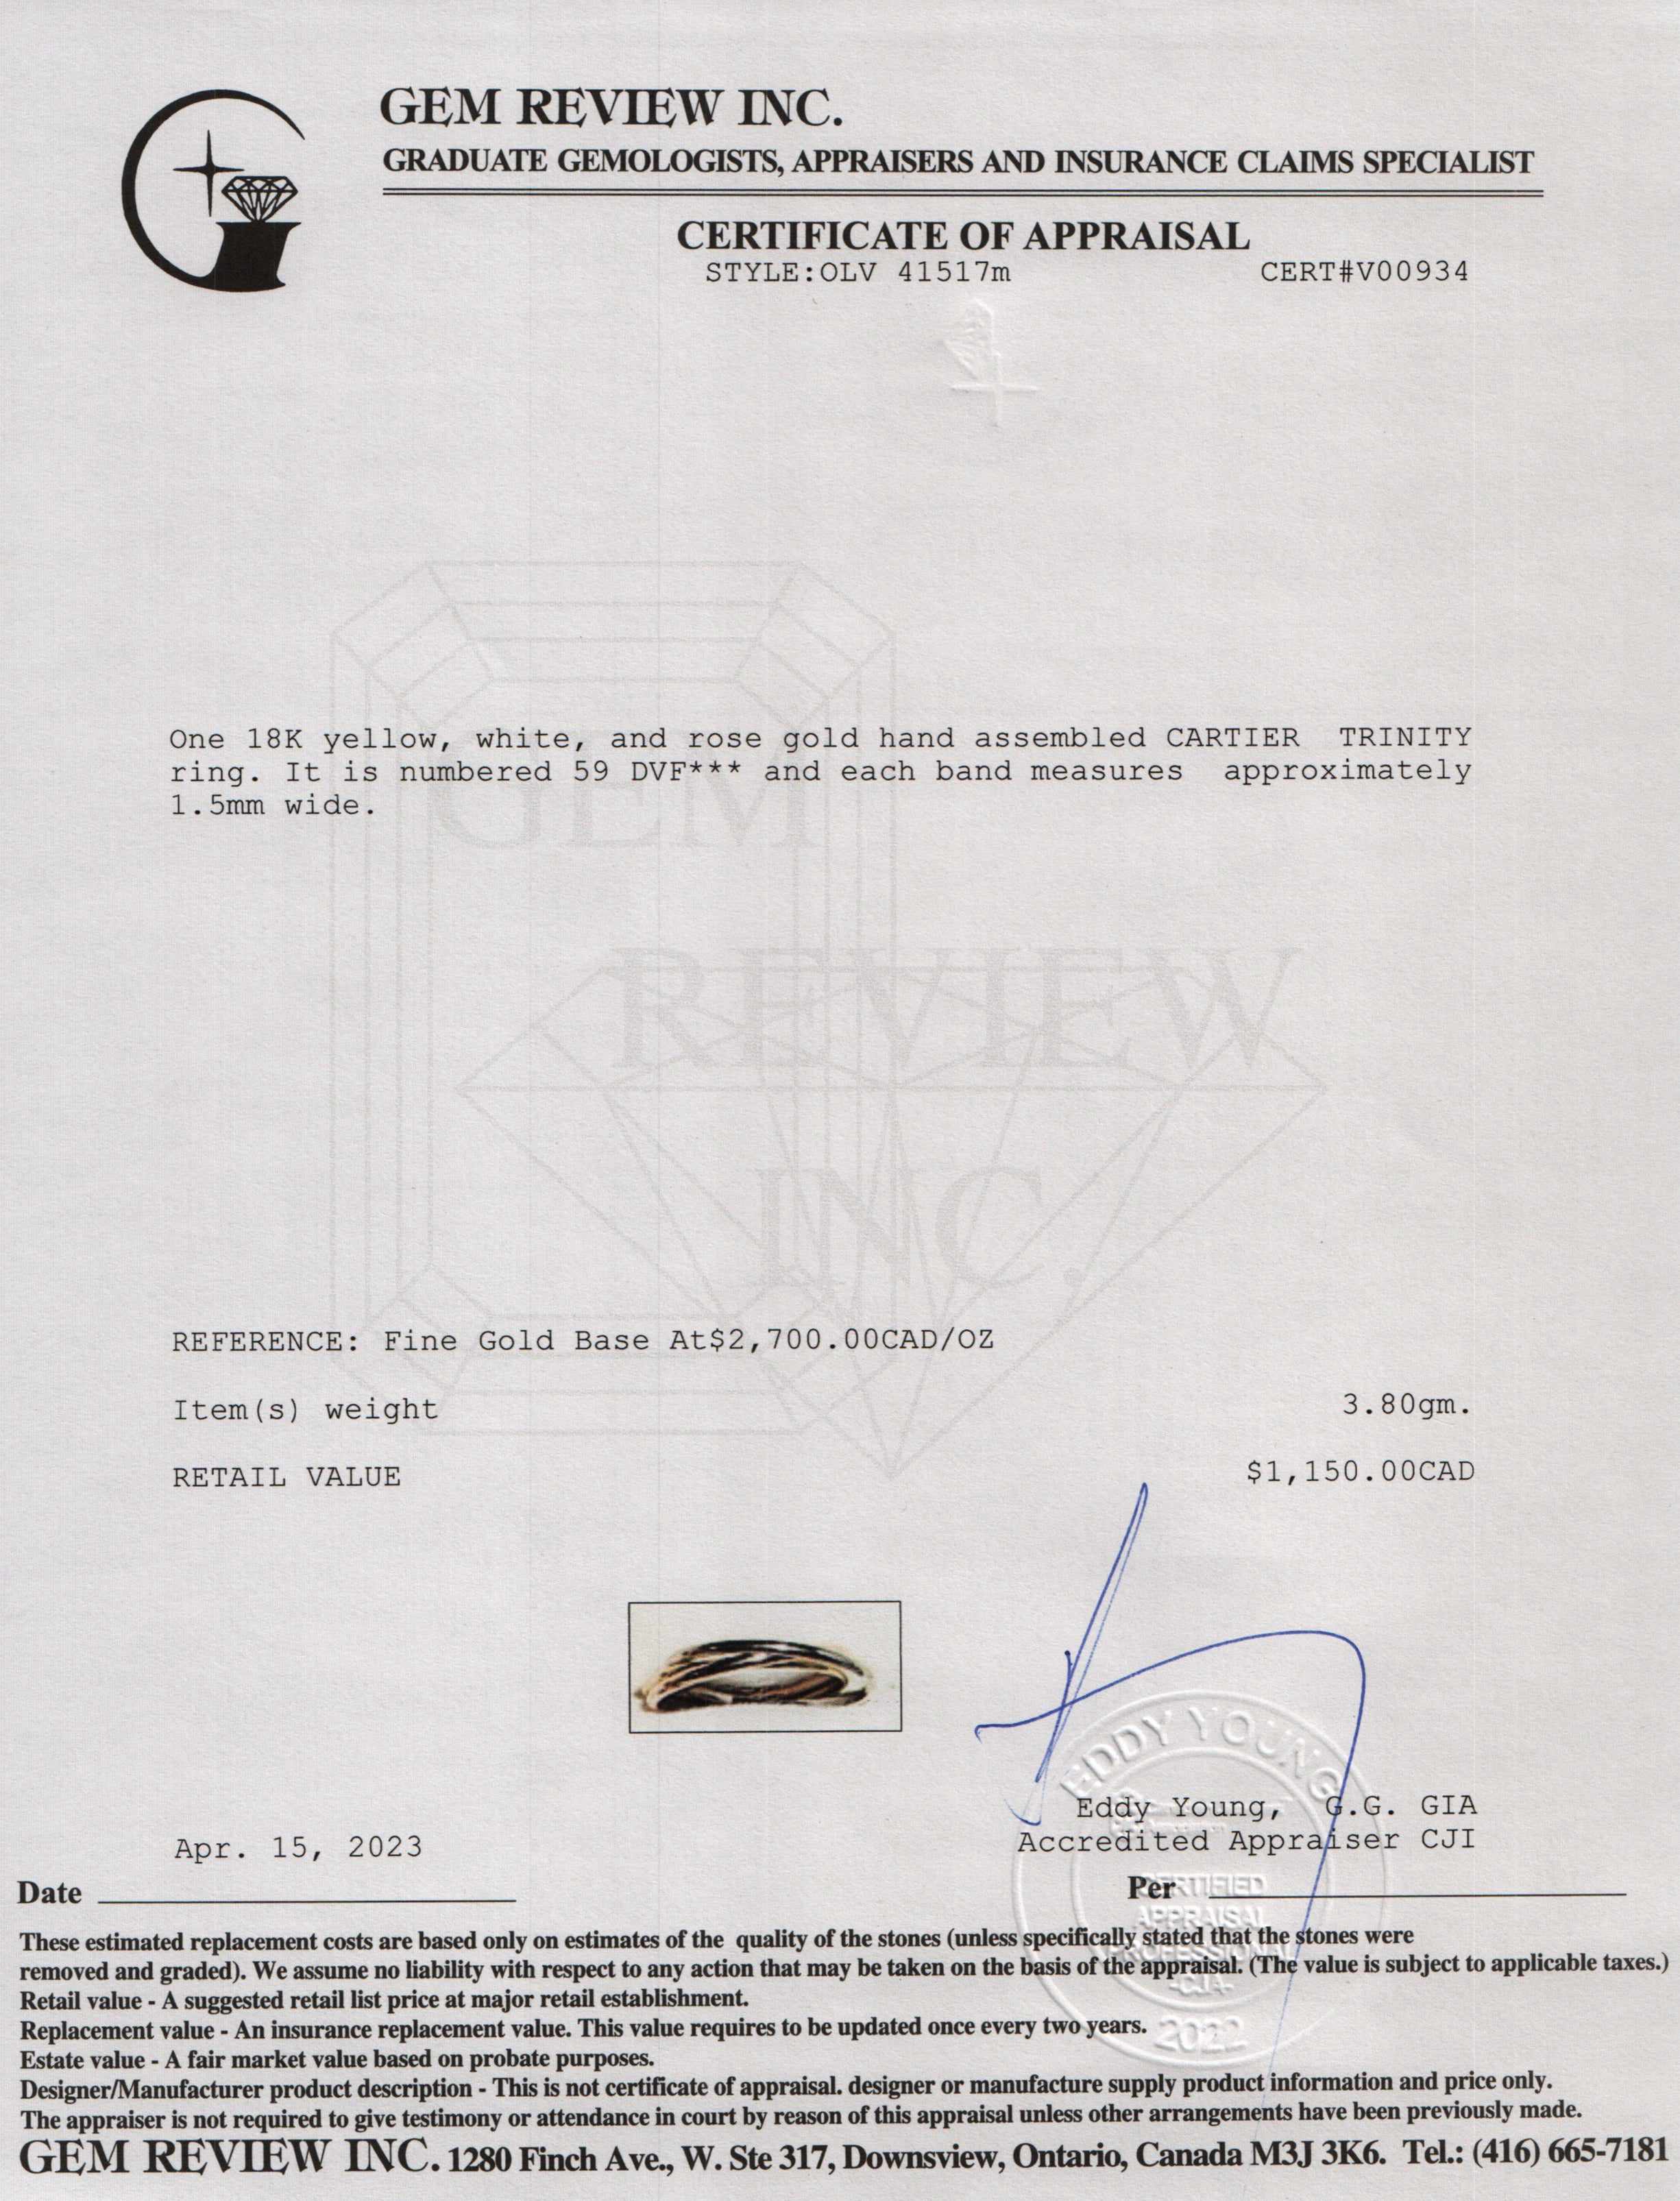 GEM REVIEW INC.
GRADUATE GEMOLOGISTS, APPRAISERS AND INSURANCE CLAIMS SPECIALIST
CERTIFICATE OF APPRAISAL
STYLE:OLV 41517m CERT#V00934
One 18K yellow, white, and rose gold hand assembled CARTIER TRINITY
ring. It is numbered 59 DVF*** and each band measures approximately
1.5mm wide.
GEM
REVIEW
INC.
REFERENCE: Fine Gold Base At$2,700.00CAD/OZ
Item(s) weight 3.80gm.
RETAIL VALUE $1,150.00CAD
EDDY YOUNG
Eddy Young, G.G. GIA
Apr. 15, 2023 Accredited Appraiser CJI
Date Per
CERTIFIED
APPRAISAL
PROFESSIONAL
-CJA-
2022
These estimated replacement costs are based only on estimates of the quality of the stones (unless specifically stated that the stones were
removed and graded). We assume no liability with respect to any action that may be taken on the basis of the appraisal. (The value is subject to applicable taxes.)
Retail value - A suggested retail list price at major retail establishment.
Replacement value - An insurance replacement value. This value requires to be updated once every two years.
Estate value - A fair market value based on probate purposes.
Designer/Manufacturer product description - This is not certificate of appraisal. designer or manufacture supply product information and price only.
The appraiser is not required to give testimony or attendance in court by reason of this appraisal unless other arrangements have been previously made.
GEM REVIEW INC. 1280 Finch Ave., W. Ste 317, Downsview, Ontario, Canada M3J 3K6. Tel.: (416) 665-7181